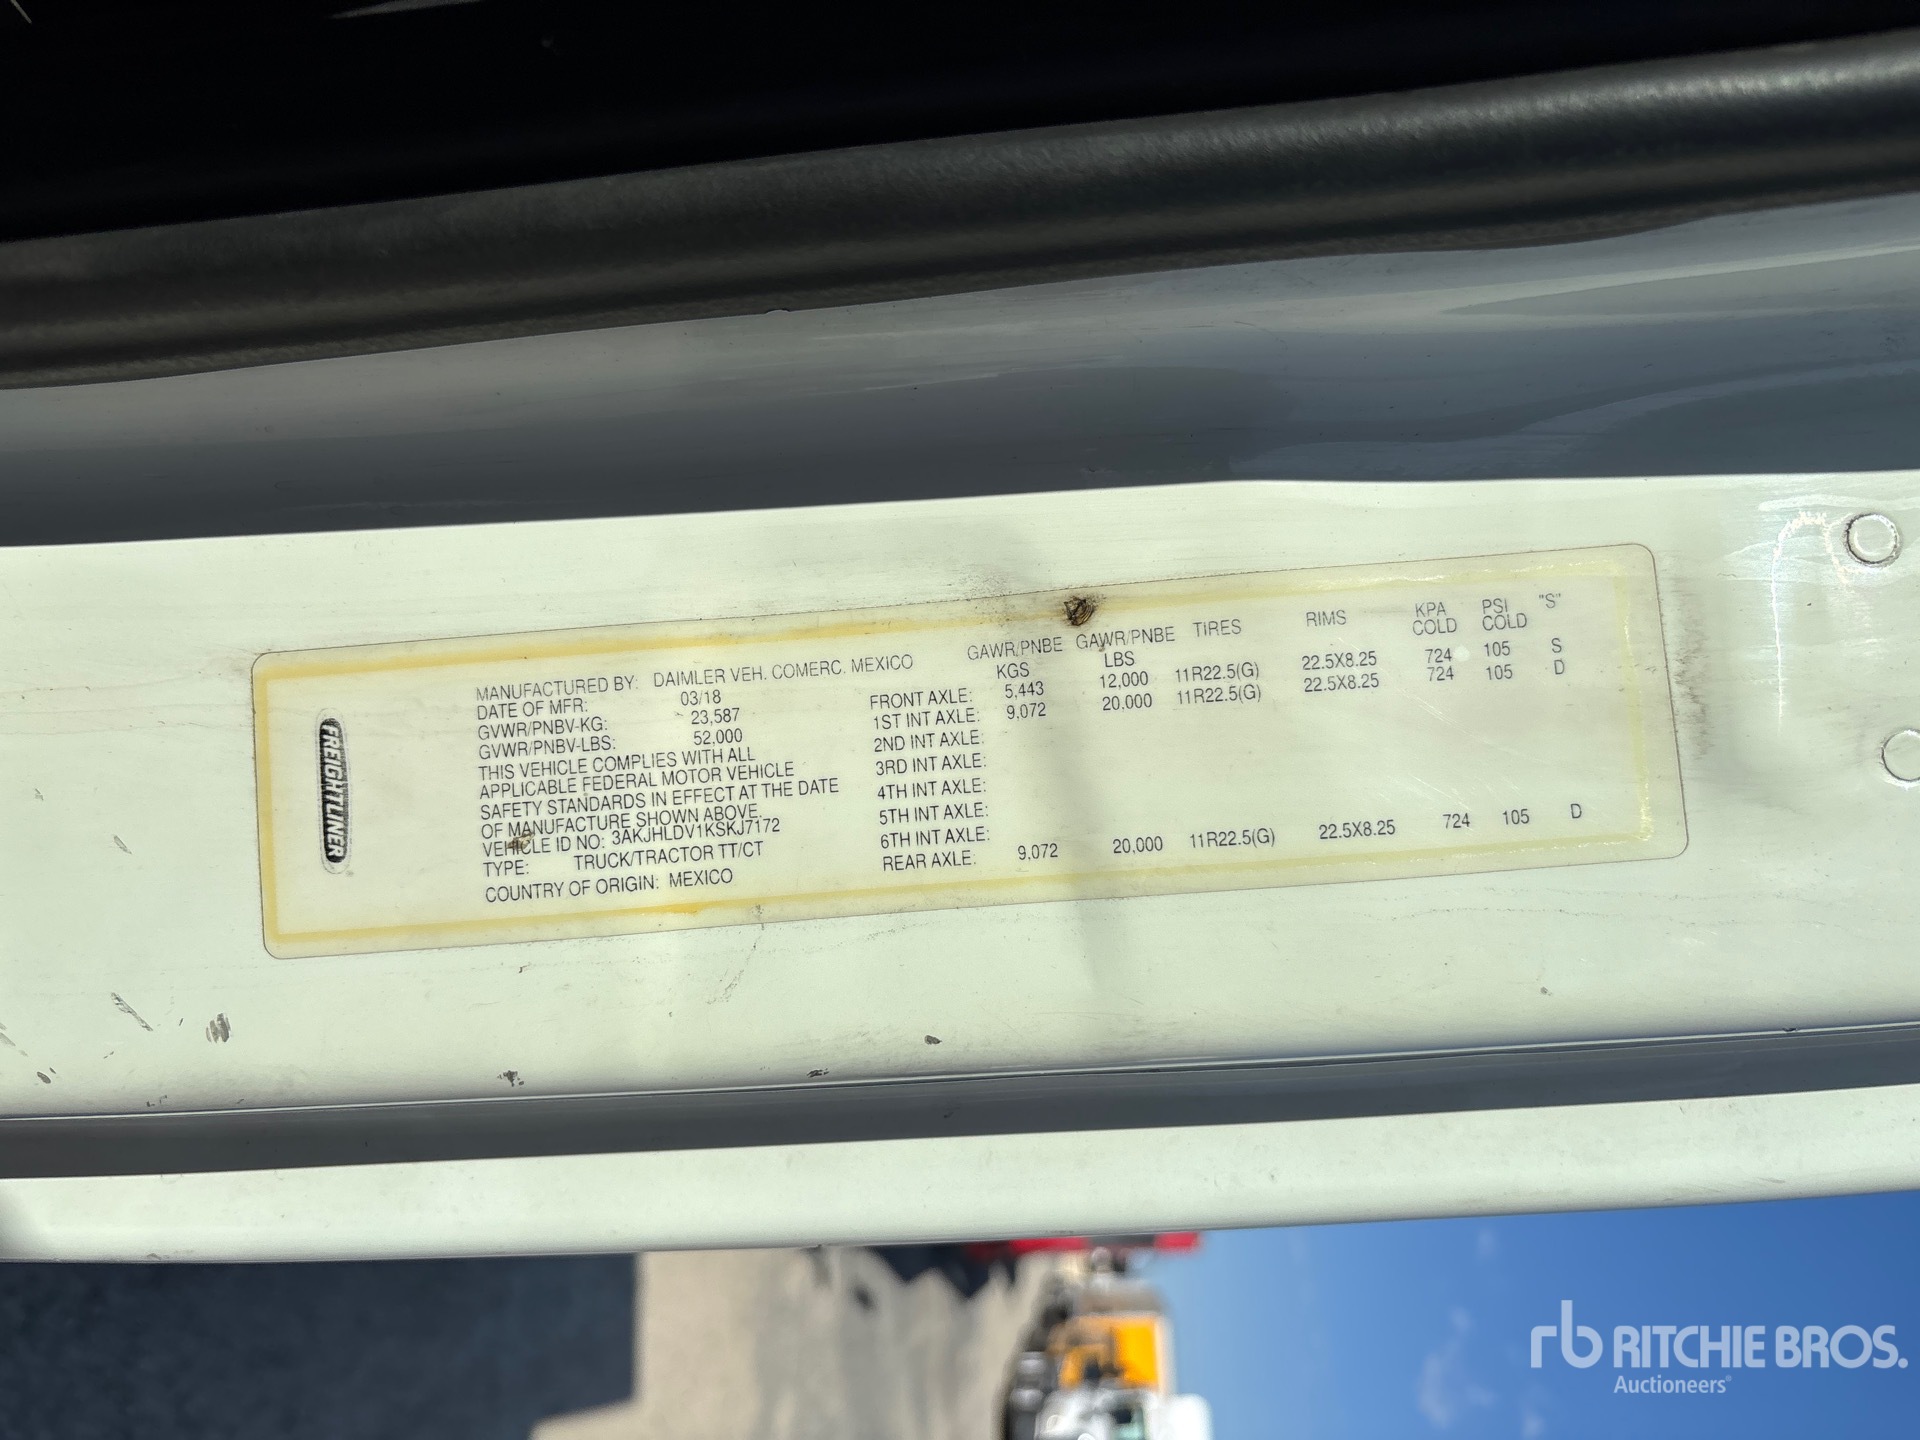 FREIGHTLINER
MANUFACTURED BY: DAIMLER VEH. COMERC. MEXICO
DATE OF MFR: 03/18
GVWR/PNBV-KG: 23,587
GVWR/PNBV-LBS: 52,000
THIS VEHICLE COMPLIES WITH ALL
APPLICABLE FEDERAL MOTOR VEHICLE
SAFETY STANDARDS IN EFFECT AT THE DATE
OF MANUFACTURE SHOWN ABOVE.
VEHICLE ID NO: 3AKJHLDV1KSKJ7172
TYPE: TRUCK/TRACTOR TT/CT
COUNTRY OF ORIGIN: MEXICO
GAWR/PNBE GAWR/PNBE TIRES RIMS KPA PSI "S"
KGS LBS COLD COLD
FRONT AXLE: 5,443 12,000 11R22.5(G) 22.5X8.25 724 105 S
1ST INT AXLE: 9,072 20,000 11R22.5(G) 22.5X8.25 724 105 D
2ND INT AXLE:
3RD INT AXLE:
4TH INT AXLE:
5TH INT AXLE:
6TH INT AXLE:
REAR AXLE: 9,072 20,000 11R22.5(G) 22.5X8.25 724 105 D
rb RITCHIE BROS.
Auctioneers